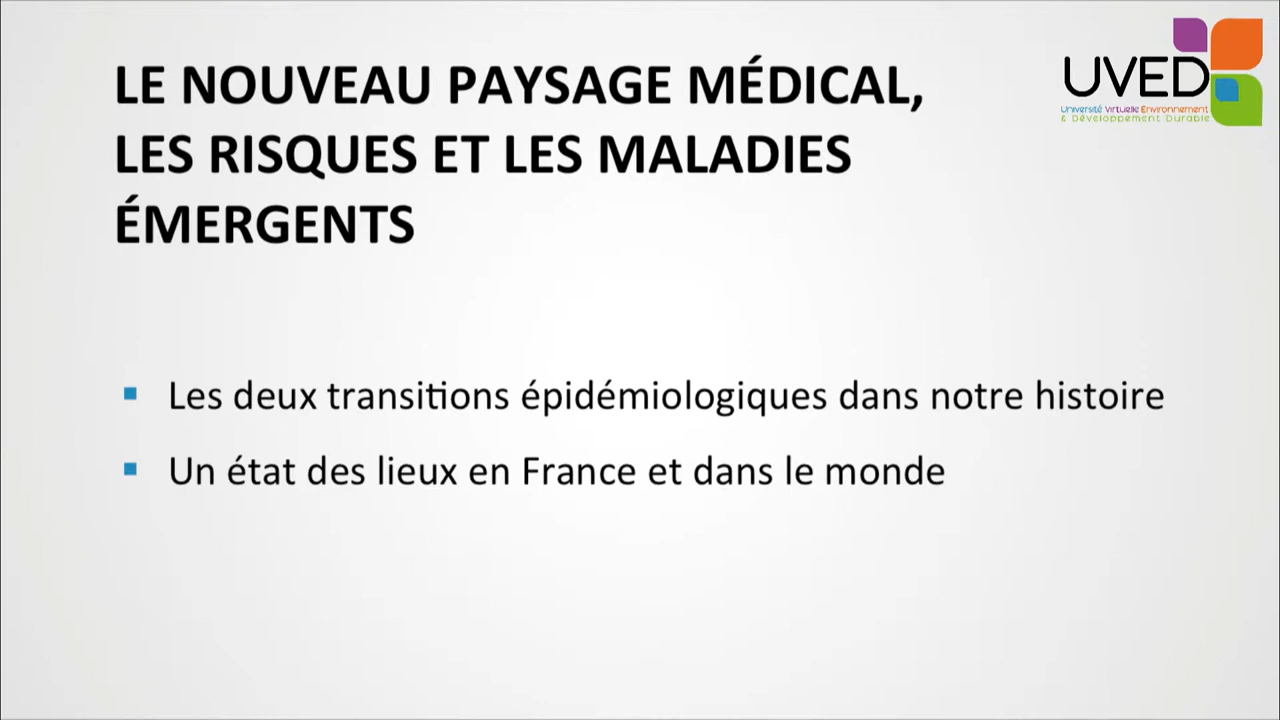 LE NOUVEAU PAYSAGE MÉDICAL,
LES RISQUES ET LES MALADIES
ÉMERGENTS
UVED
Université Virtuelle Environnement
& Développement Durable
Les deux transitions épidémiologiques dans notre histoire
Un état des lieux en France et dans le monde